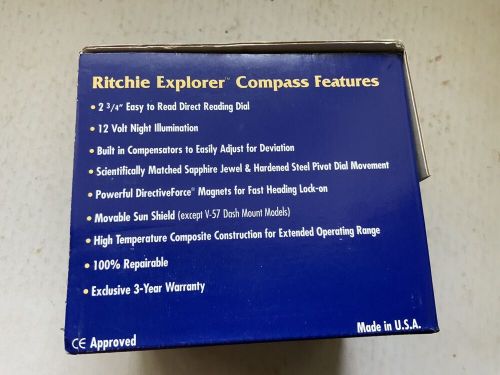 Ritchie Explorer™ Compass Features
• 2 3/4" Easy to Read Direct Reading Dial
• 12 Volt Night Illumination
• Built in Compensators to Easily Adjust for Deviation
• Scientifically Matched Sapphire Jewel & Hardened Steel Pivot Dial Movement
• Powerful DirectiveForce® Magnets for Fast Heading Lock-on
• Movable Sun Shield (except V-57 Dash Mount Models)
• High Temperature Composite Construction for Extended Operating Range
• 100% Repairable
• Exclusive 3-Year Warranty
CE Approved
Made in U.S.A.